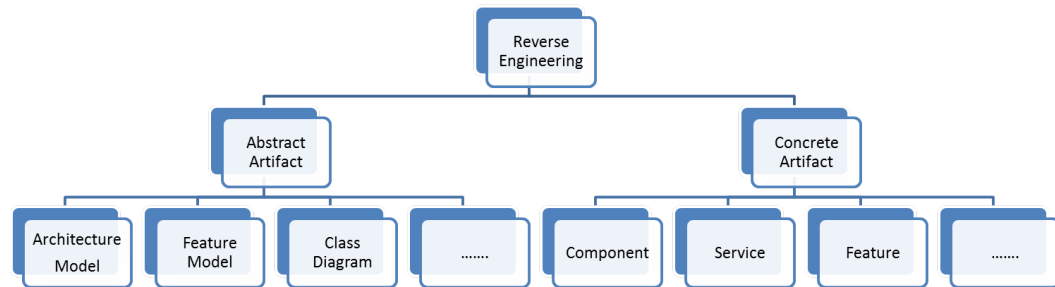 Reverse
Engineering
Abstract
Artifact
Concrete
Artifact
Architecture
Model
Feature
Model
Class
Diagram
.......
Component
Service
Feature
.......